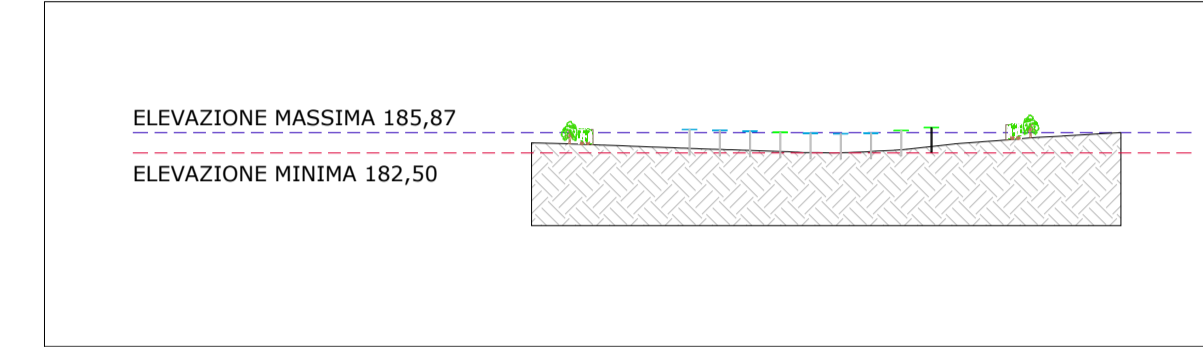 ELEVAZIONE MASSIMA 185,87
ELEVAZIONE MINIMA 182,50